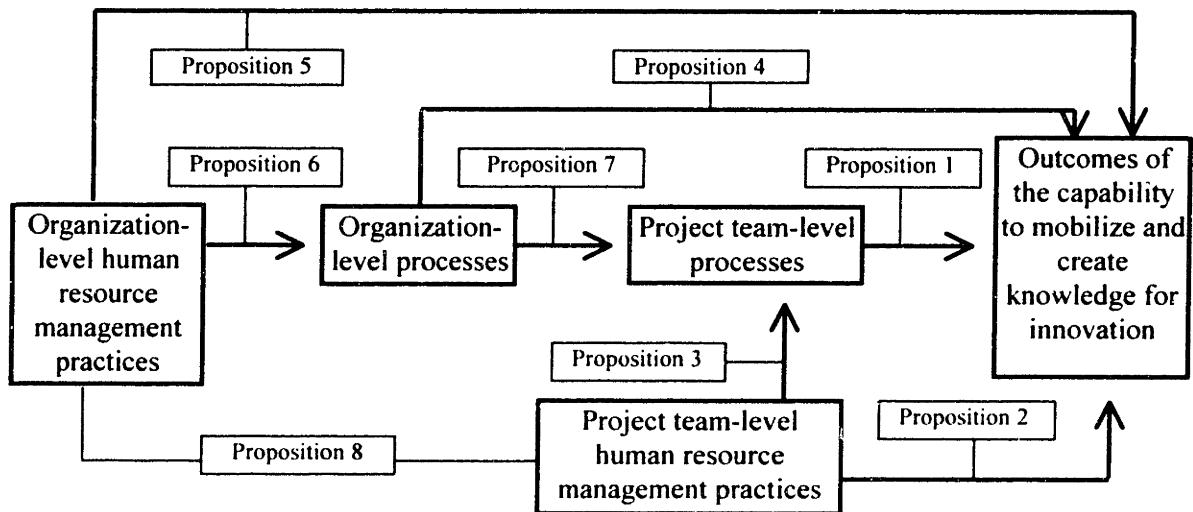 Proposition 5
Proposition 4
Proposition 6
Proposition 7
Proposition 1
Organization-
level human
resource
management
practices
Organization-
level processes
Project team-level
processes
Outcomes of
the capability
to mobilize and
create
knowledge for
innovation
Proposition 3
Proposition 8
Project team-level
human resource
management practices
Proposition 2